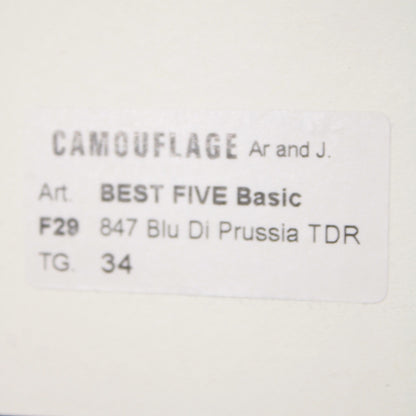 CAMOUFLAGE Ar and J.
Art. BEST FIVE Basic
F29 847 Blu Di Prussia TDR
TG. 34